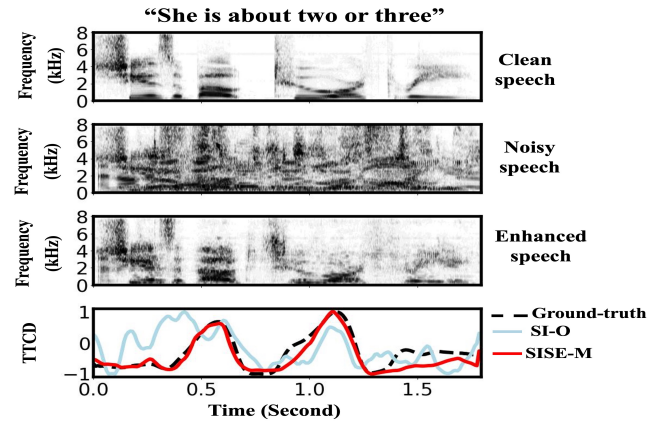 “She is about two or three”
Frequency
(kHz)
8
6
4
2
0
Clean
speech
Frequency
(kHz)
8
6
4
2
0
Noisy
speech
Frequency
(kHz)
8
6
4
2
0
Enhanced
speech
TTCD
1
0
−1
Ground-truth
SI-O
SISE-M
0.0 0.5 1.0 1.5
Time (Second)